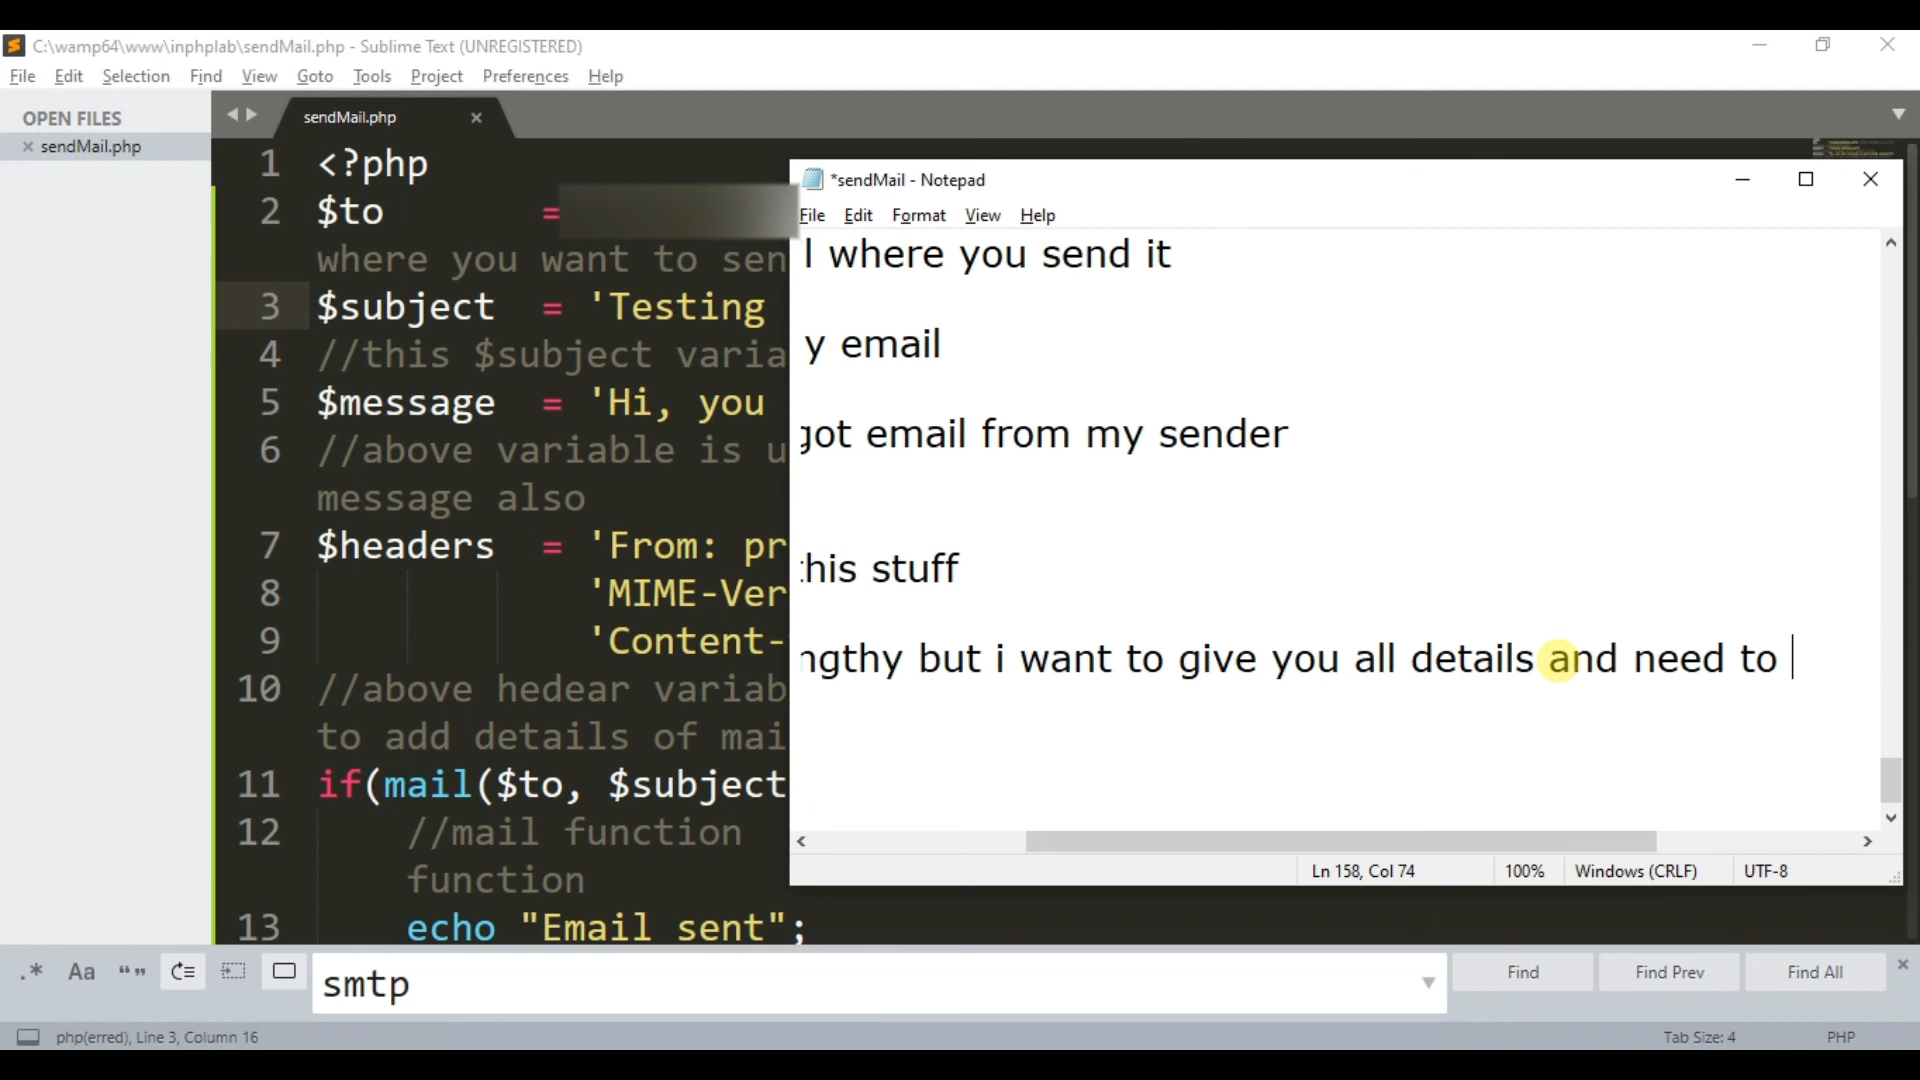 C:\wamp64\www\inphplab\sendMail.php - Sublime Text (UNREGISTERED)
File Edit Selection Find View Goto Tools Project Preferences Help
OPEN FILES
sendMail.php
sendMail.php
1 <?php
2 $to =
where you want to sen
3 $subject = 'Testing
4 //this $subject varia
5 $message = 'Hi, you
6 //above variable is u
message also
7 $headers = 'From: pr
8 'MIME-Ver
9 'Content-
10 //above hedear variab
to add details of mai
11 if(mail($to, $subject
12 //mail function
function
13 echo "Email sent";
*sendMail - Notepad
File Edit Format View Help
l where you send it
y email
got email from my sender
this stuff
ngthy but i want to give you all details and need to
Ln 158, Col 74 100% Windows (CRLF) UTF-8
.* Aa “” smtp Find Find Prev Find All
php(erred), Line 3, Column 16 Tab Size: 4 PHP